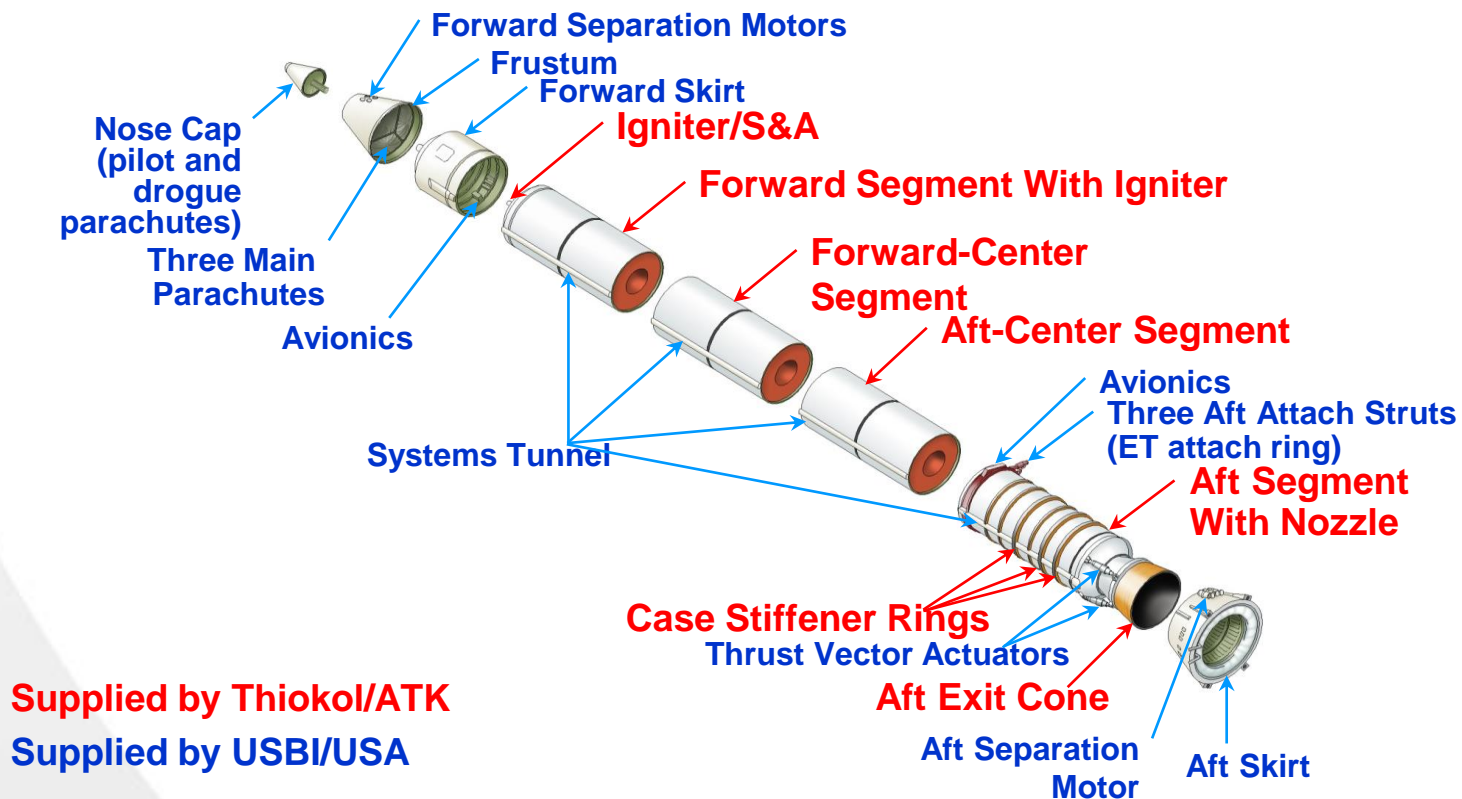 Forward Separation Motors
Frustum
Forward Skirt
Igniter/S&A
Nose Cap
(pilot and
drogue
parachutes)
Forward Segment With Igniter
Three Main
Parachutes
Forward-Center
Segment
Avionics
Aft-Center Segment
Avionics
Three Aft Attach Struts
(ET attach ring)
Systems Tunnel
Aft Segment
With Nozzle
Case Stiffener Rings
Thrust Vector Actuators
Aft Exit Cone
Supplied by Thiokol/ATK
Supplied by USBI/USA
Aft Separation
Motor
Aft Skirt